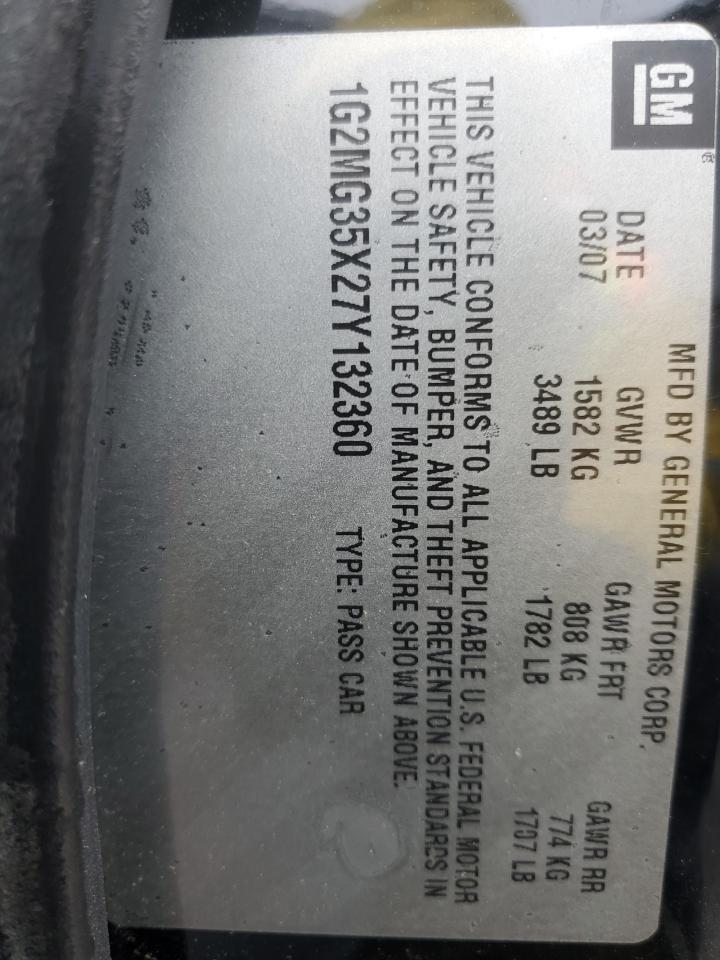 GM
MFD BY GENERAL MOTORS CORP.
DATE GVWR GAWR FRT GAWR RR
03/07 1582 KG 808 KG 774 KG
3489 LB 1782 LB 1707 LB
THIS VEHICLE CONFORMS TO ALL APPLICABLE U.S. FEDERAL MOTOR
VEHICLE SAFETY, BUMPER, AND THEFT PREVENTION STANDARDS IN
EFFECT ON THE DATE OF MANUFACTURE SHOWN ABOVE.
1G2MG35X27Y132360 TYPE: PASS CAR